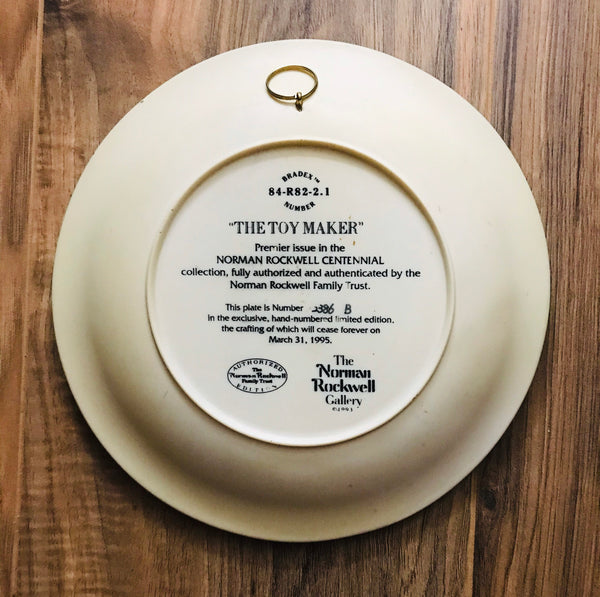 BRADEX™
84-R82-2.1
NUMBER
"THE TOY MAKER"
Premier issue in the
NORMAN ROCKWELL CENTENNIAL
collection, fully authorized and authenticated by the
Norman Rockwell Family Trust.
This plate is Number 2386 B
in the exclusive, hand-numbered limited edition,
the crafting of which will cease forever on
March 31, 1995.
AUTHORIZED
The
Norman Rockwell
Family Trust
EDITION
The
Norman
Rockwell
Gallery
©1993